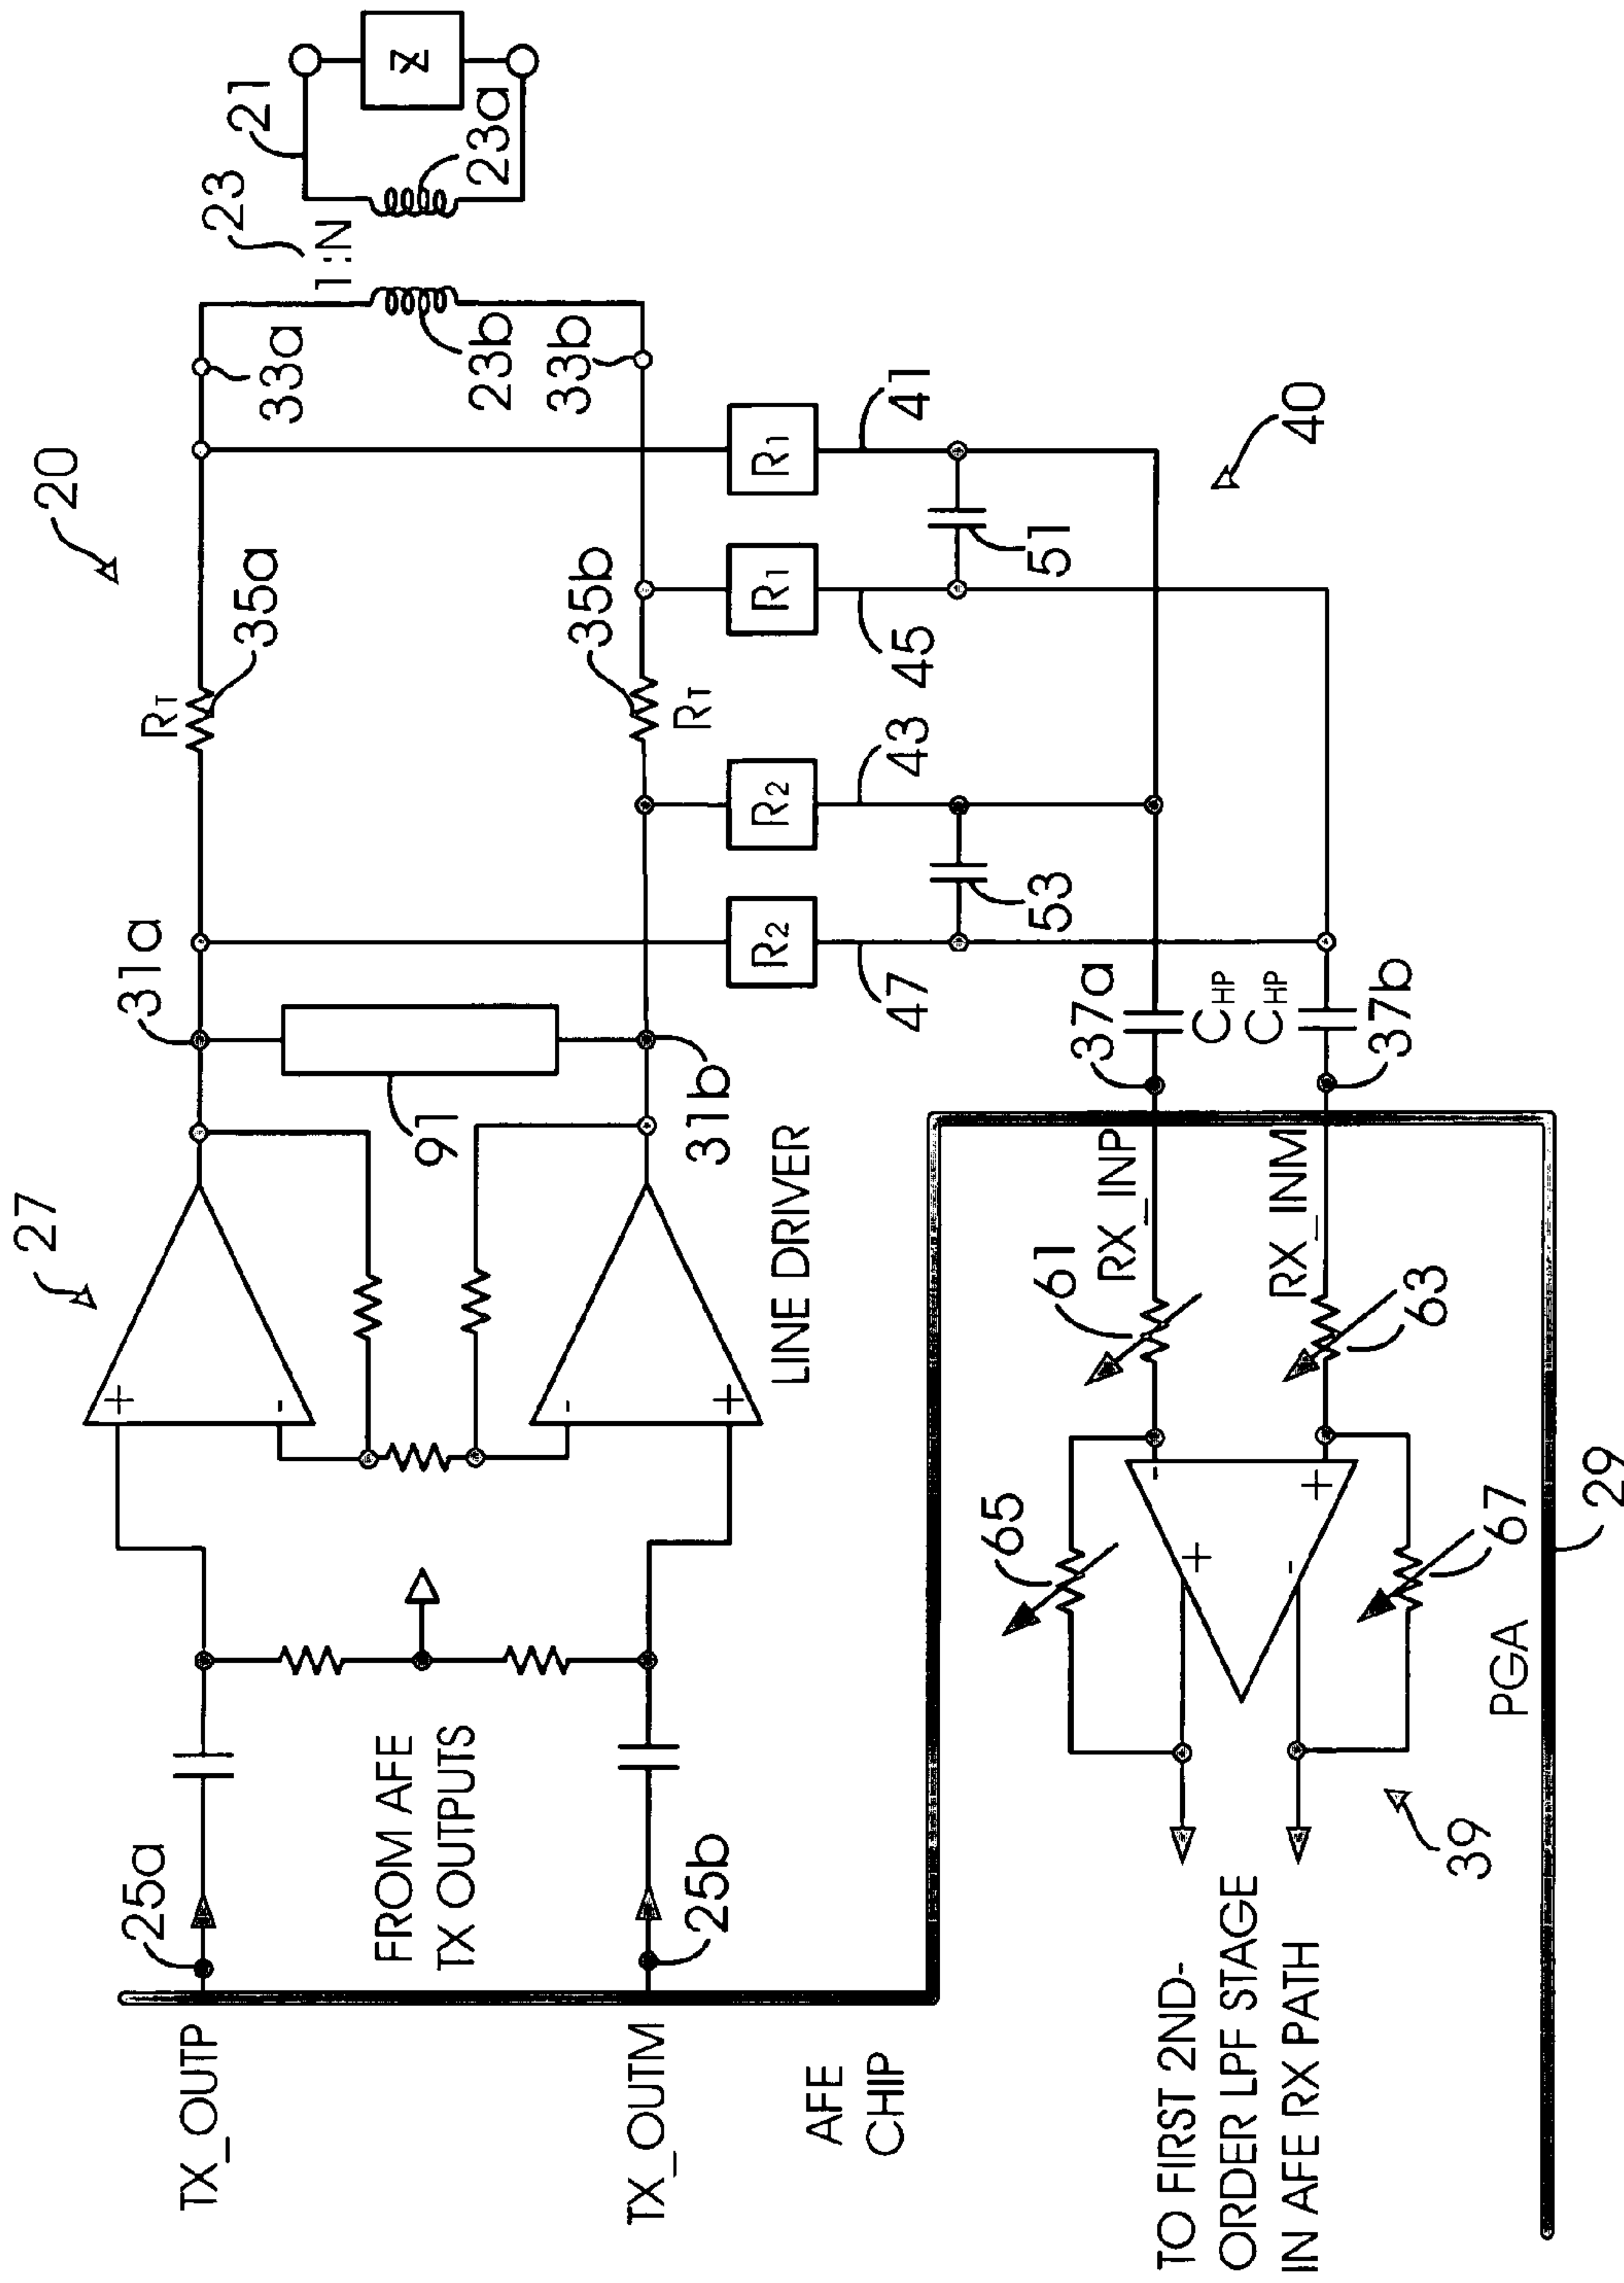 20
27
TX_OUTP
25a
31a
RT
35a
33a
23
1:N
21
Z
23a
23b
33b
FROM AFE
TX OUTPUTS
91
35b
RT
TX_OUTM
25b
31b
LINE DRIVER
R2
R2
R1
R1
47
43
45
41
53
51
AFE
CHIP
40
37a
CHP
CHP
37b
RX_INP
RX_INM
61
63
65
67
+
-
-
+
-
+
+
-
PGA
39
29
TO FIRST 2ND-
ORDER LPF STAGE
IN AFE RX PATH